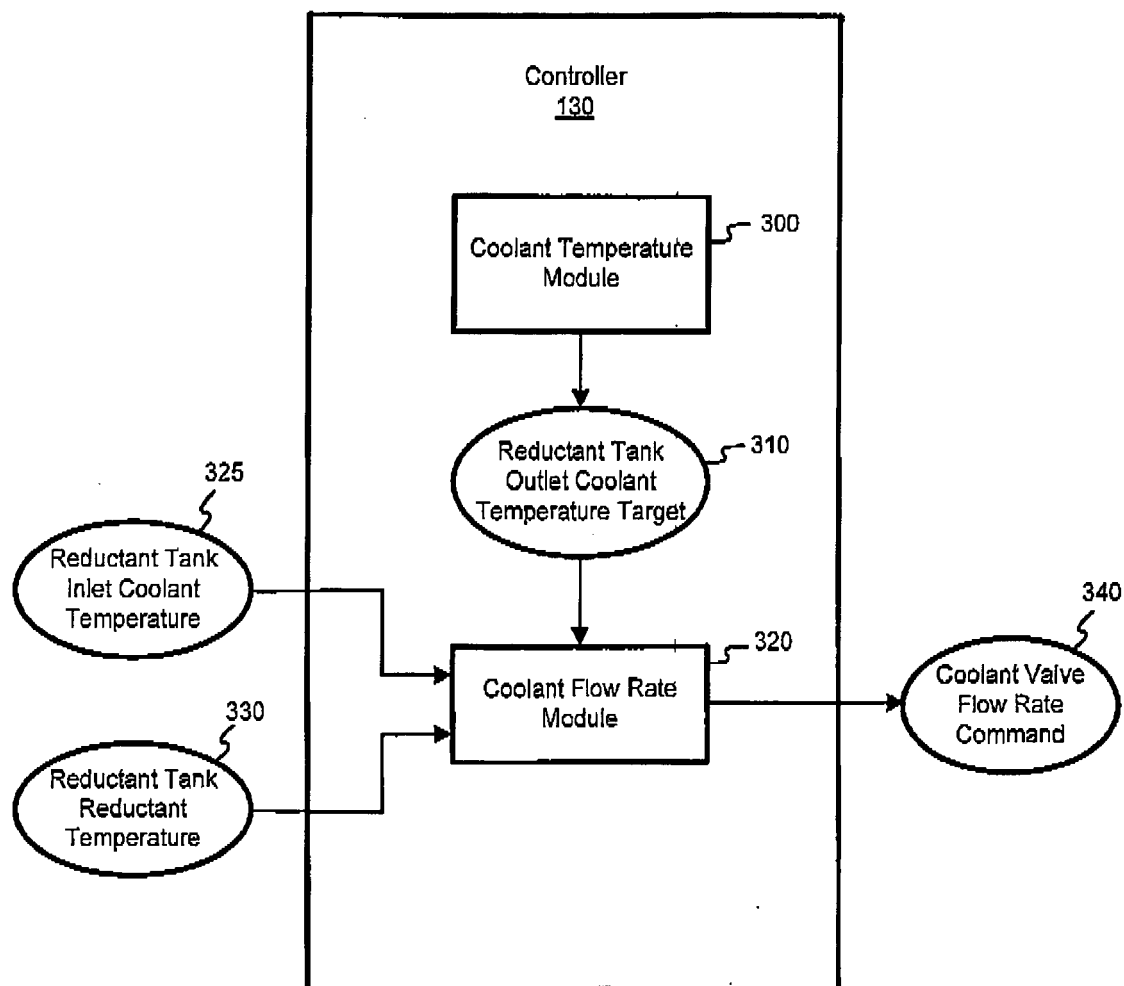 Controller
130
Coolant Temperature
Module
300
Reductant Tank
Outlet Coolant
Temperature Target
310
325
Reductant Tank
Inlet Coolant
Temperature
Coolant Flow Rate
Module
320
340
Coolant Valve
Flow Rate
Command
330
Reductant Tank
Reductant
Temperature